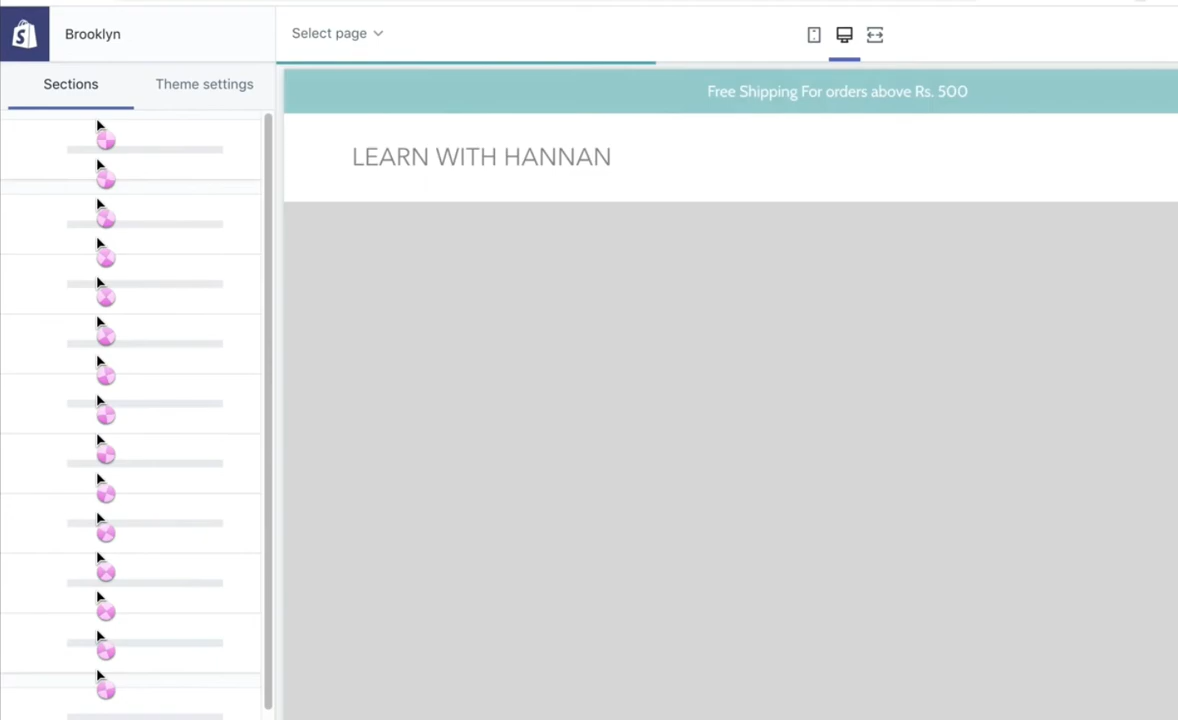 Brooklyn
Select page
Sections
Theme settings
Free Shipping For orders above Rs. 500
LEARN WITH HANNAN